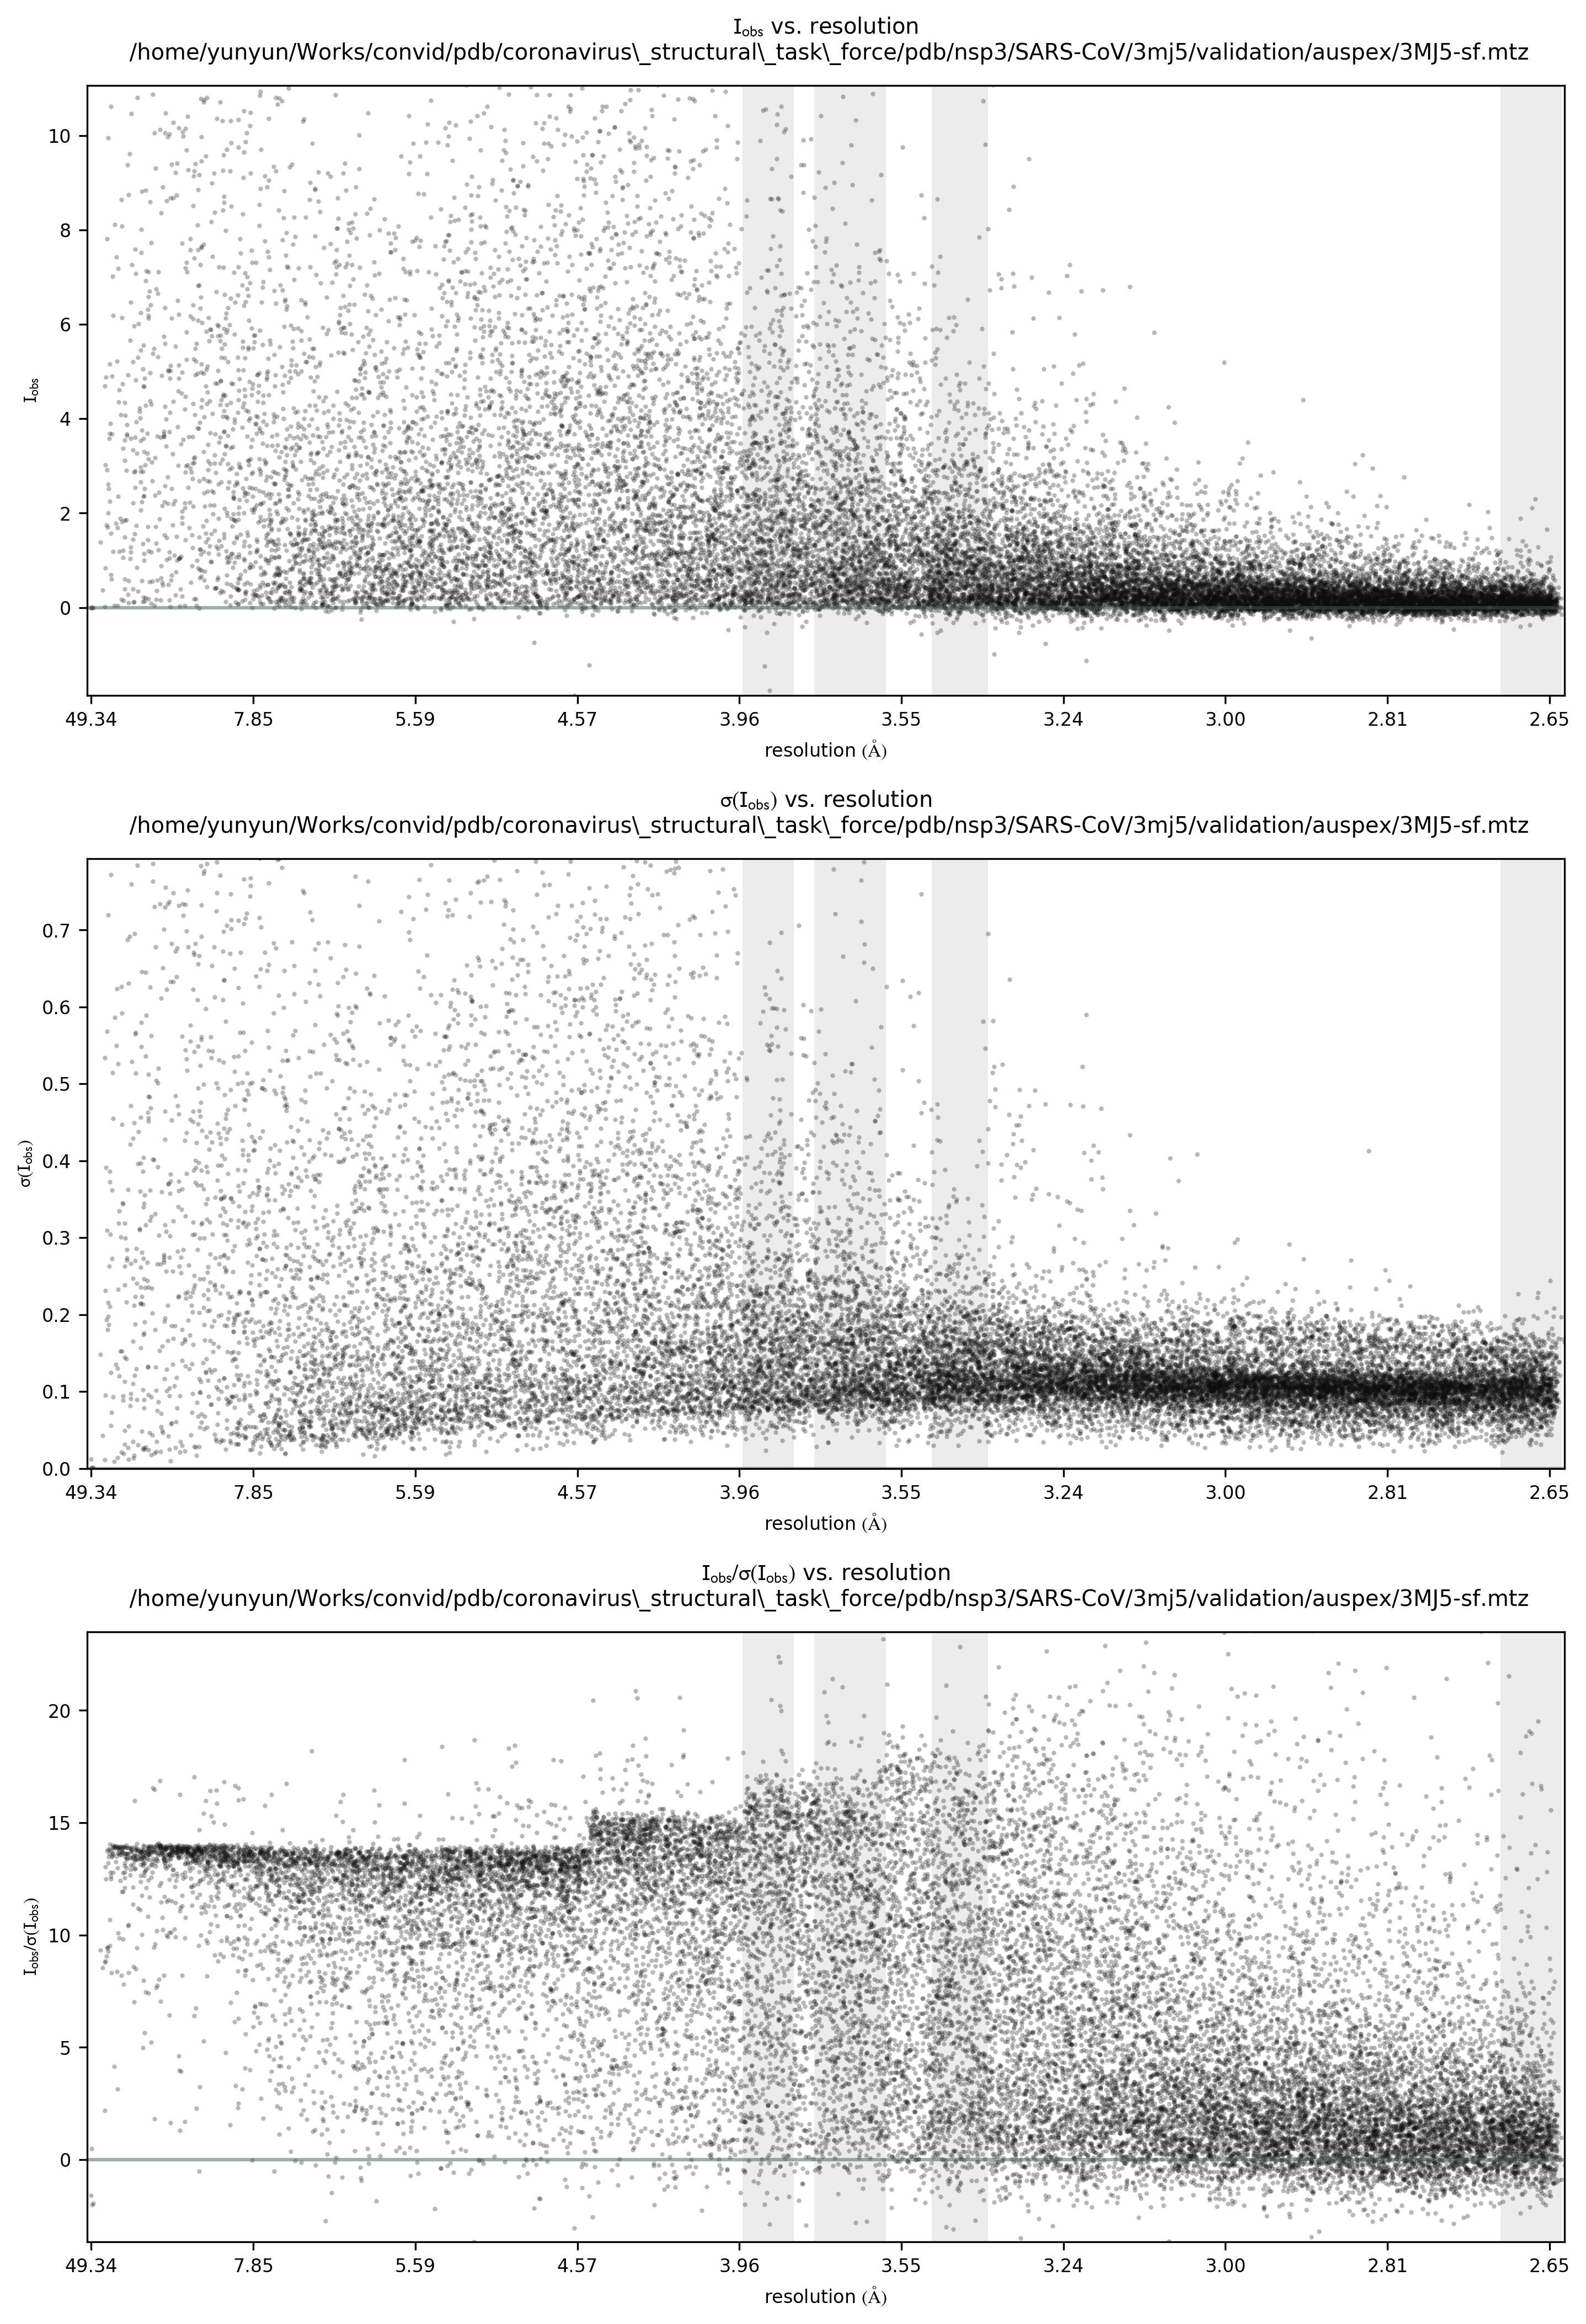 I_obs vs. resolution
/home/yunyun/Works/convid/pdb/coronavirus\_structural\_task\_force/pdb/nsp3/SARS-CoV/3mj5/validation/auspex/3MJ5-sf.mtz
10
8
6
4
2
0
I_obs
49.34 7.85 5.59 4.57 3.96 3.55 3.24 3.00 2.81 2.65
resolution (Å)
σ(I_obs) vs. resolution
/home/yunyun/Works/convid/pdb/coronavirus\_structural\_task\_force/pdb/nsp3/SARS-CoV/3mj5/validation/auspex/3MJ5-sf.mtz
0.7
0.6
0.5
0.4
0.3
0.2
0.1
0.0
σ(I_obs)
49.34 7.85 5.59 4.57 3.96 3.55 3.24 3.00 2.81 2.65
resolution (Å)
I_obs/σ(I_obs) vs. resolution
/home/yunyun/Works/convid/pdb/coronavirus\_structural\_task\_force/pdb/nsp3/SARS-CoV/3mj5/validation/auspex/3MJ5-sf.mtz
20
15
10
5
0
I_obs/σ(I_obs)
49.34 7.85 5.59 4.57 3.96 3.55 3.24 3.00 2.81 2.65
resolution (Å)